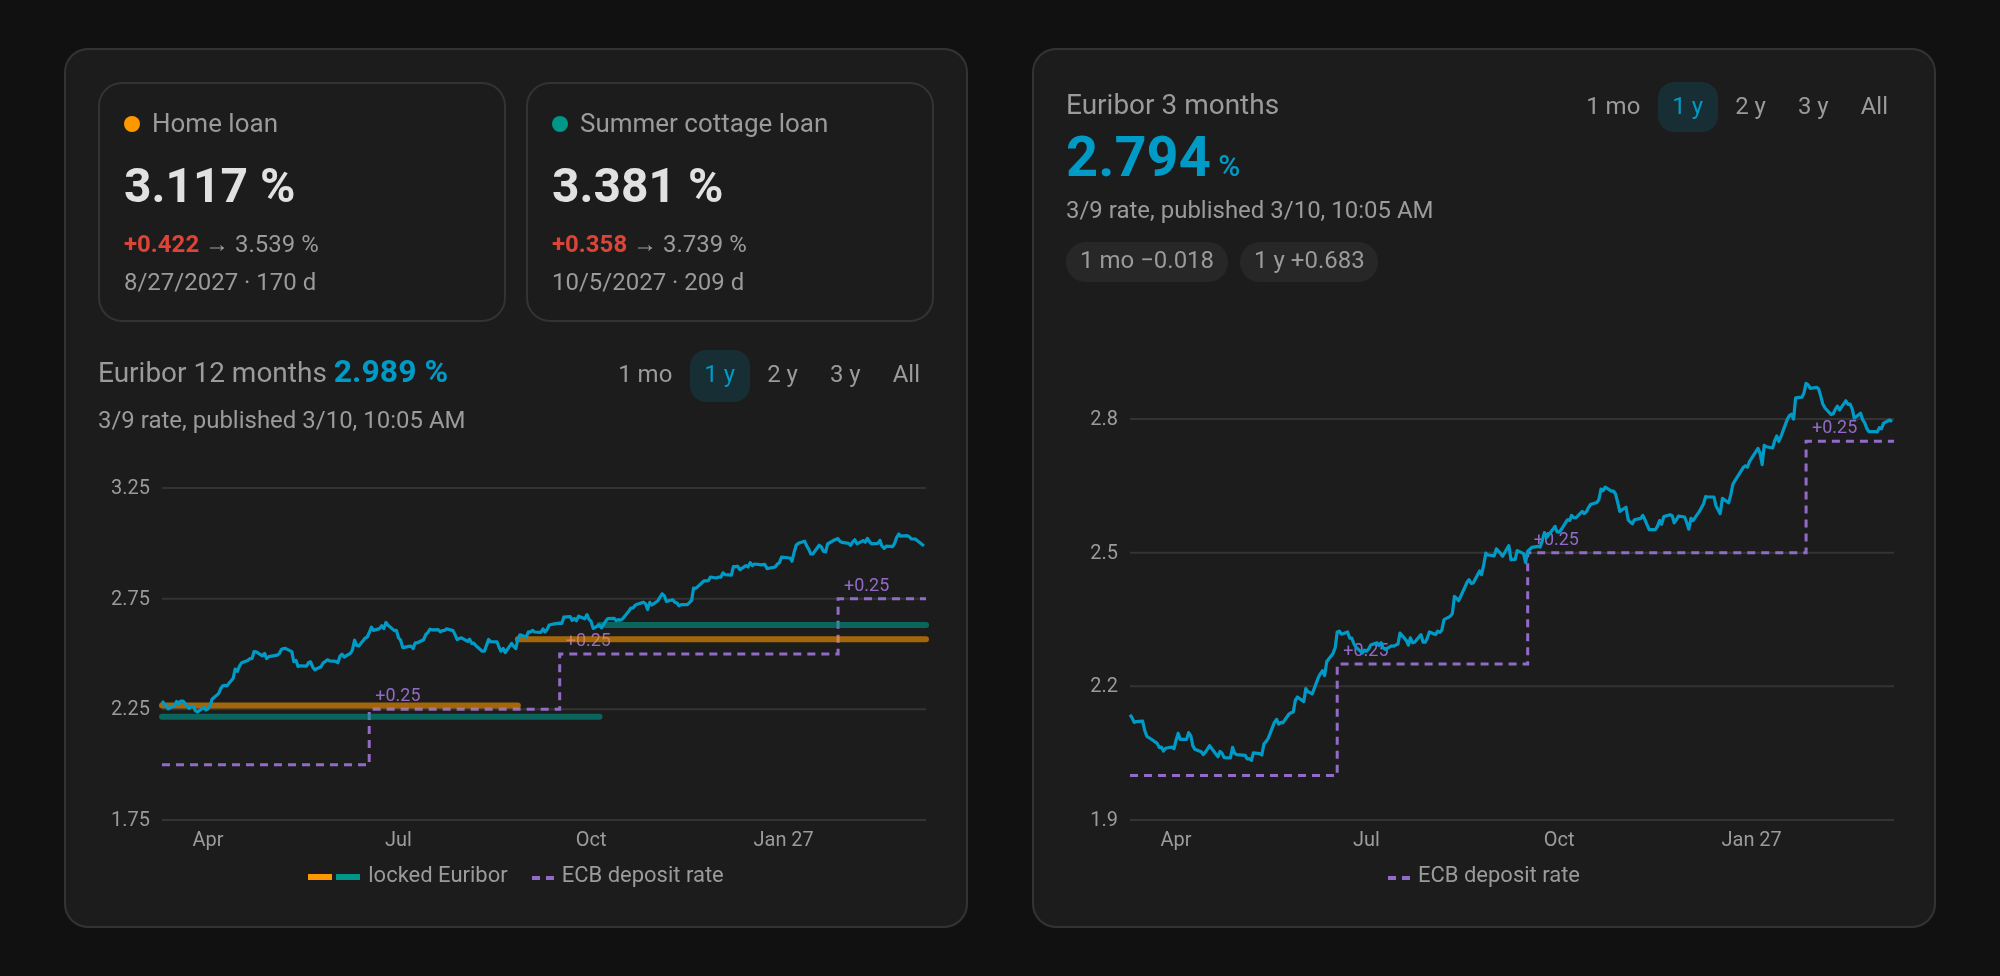 Home loan
3.117 %
+0.422 → 3.539 %
8/27/2027 · 170 d
Summer cottage loan
3.381 %
+0.358 → 3.739 %
10/5/2027 · 209 d
Euribor 12 months 2.989 %
1 mo 1 y 2 y 3 y All
3/9 rate, published 3/10, 10:05 AM
3.25
2.75
2.25
1.75
+0.25
+0.25
+0.25
Apr Jul Oct Jan 27
locked Euribor ECB deposit rate
Euribor 3 months
1 mo 1 y 2 y 3 y All
2.794 %
3/9 rate, published 3/10, 10:05 AM
1 mo −0.018 1 y +0.683
2.8
2.5
2.2
1.9
+0.25
+0.25
+0.25
Apr Jul Oct Jan 27
ECB deposit rate